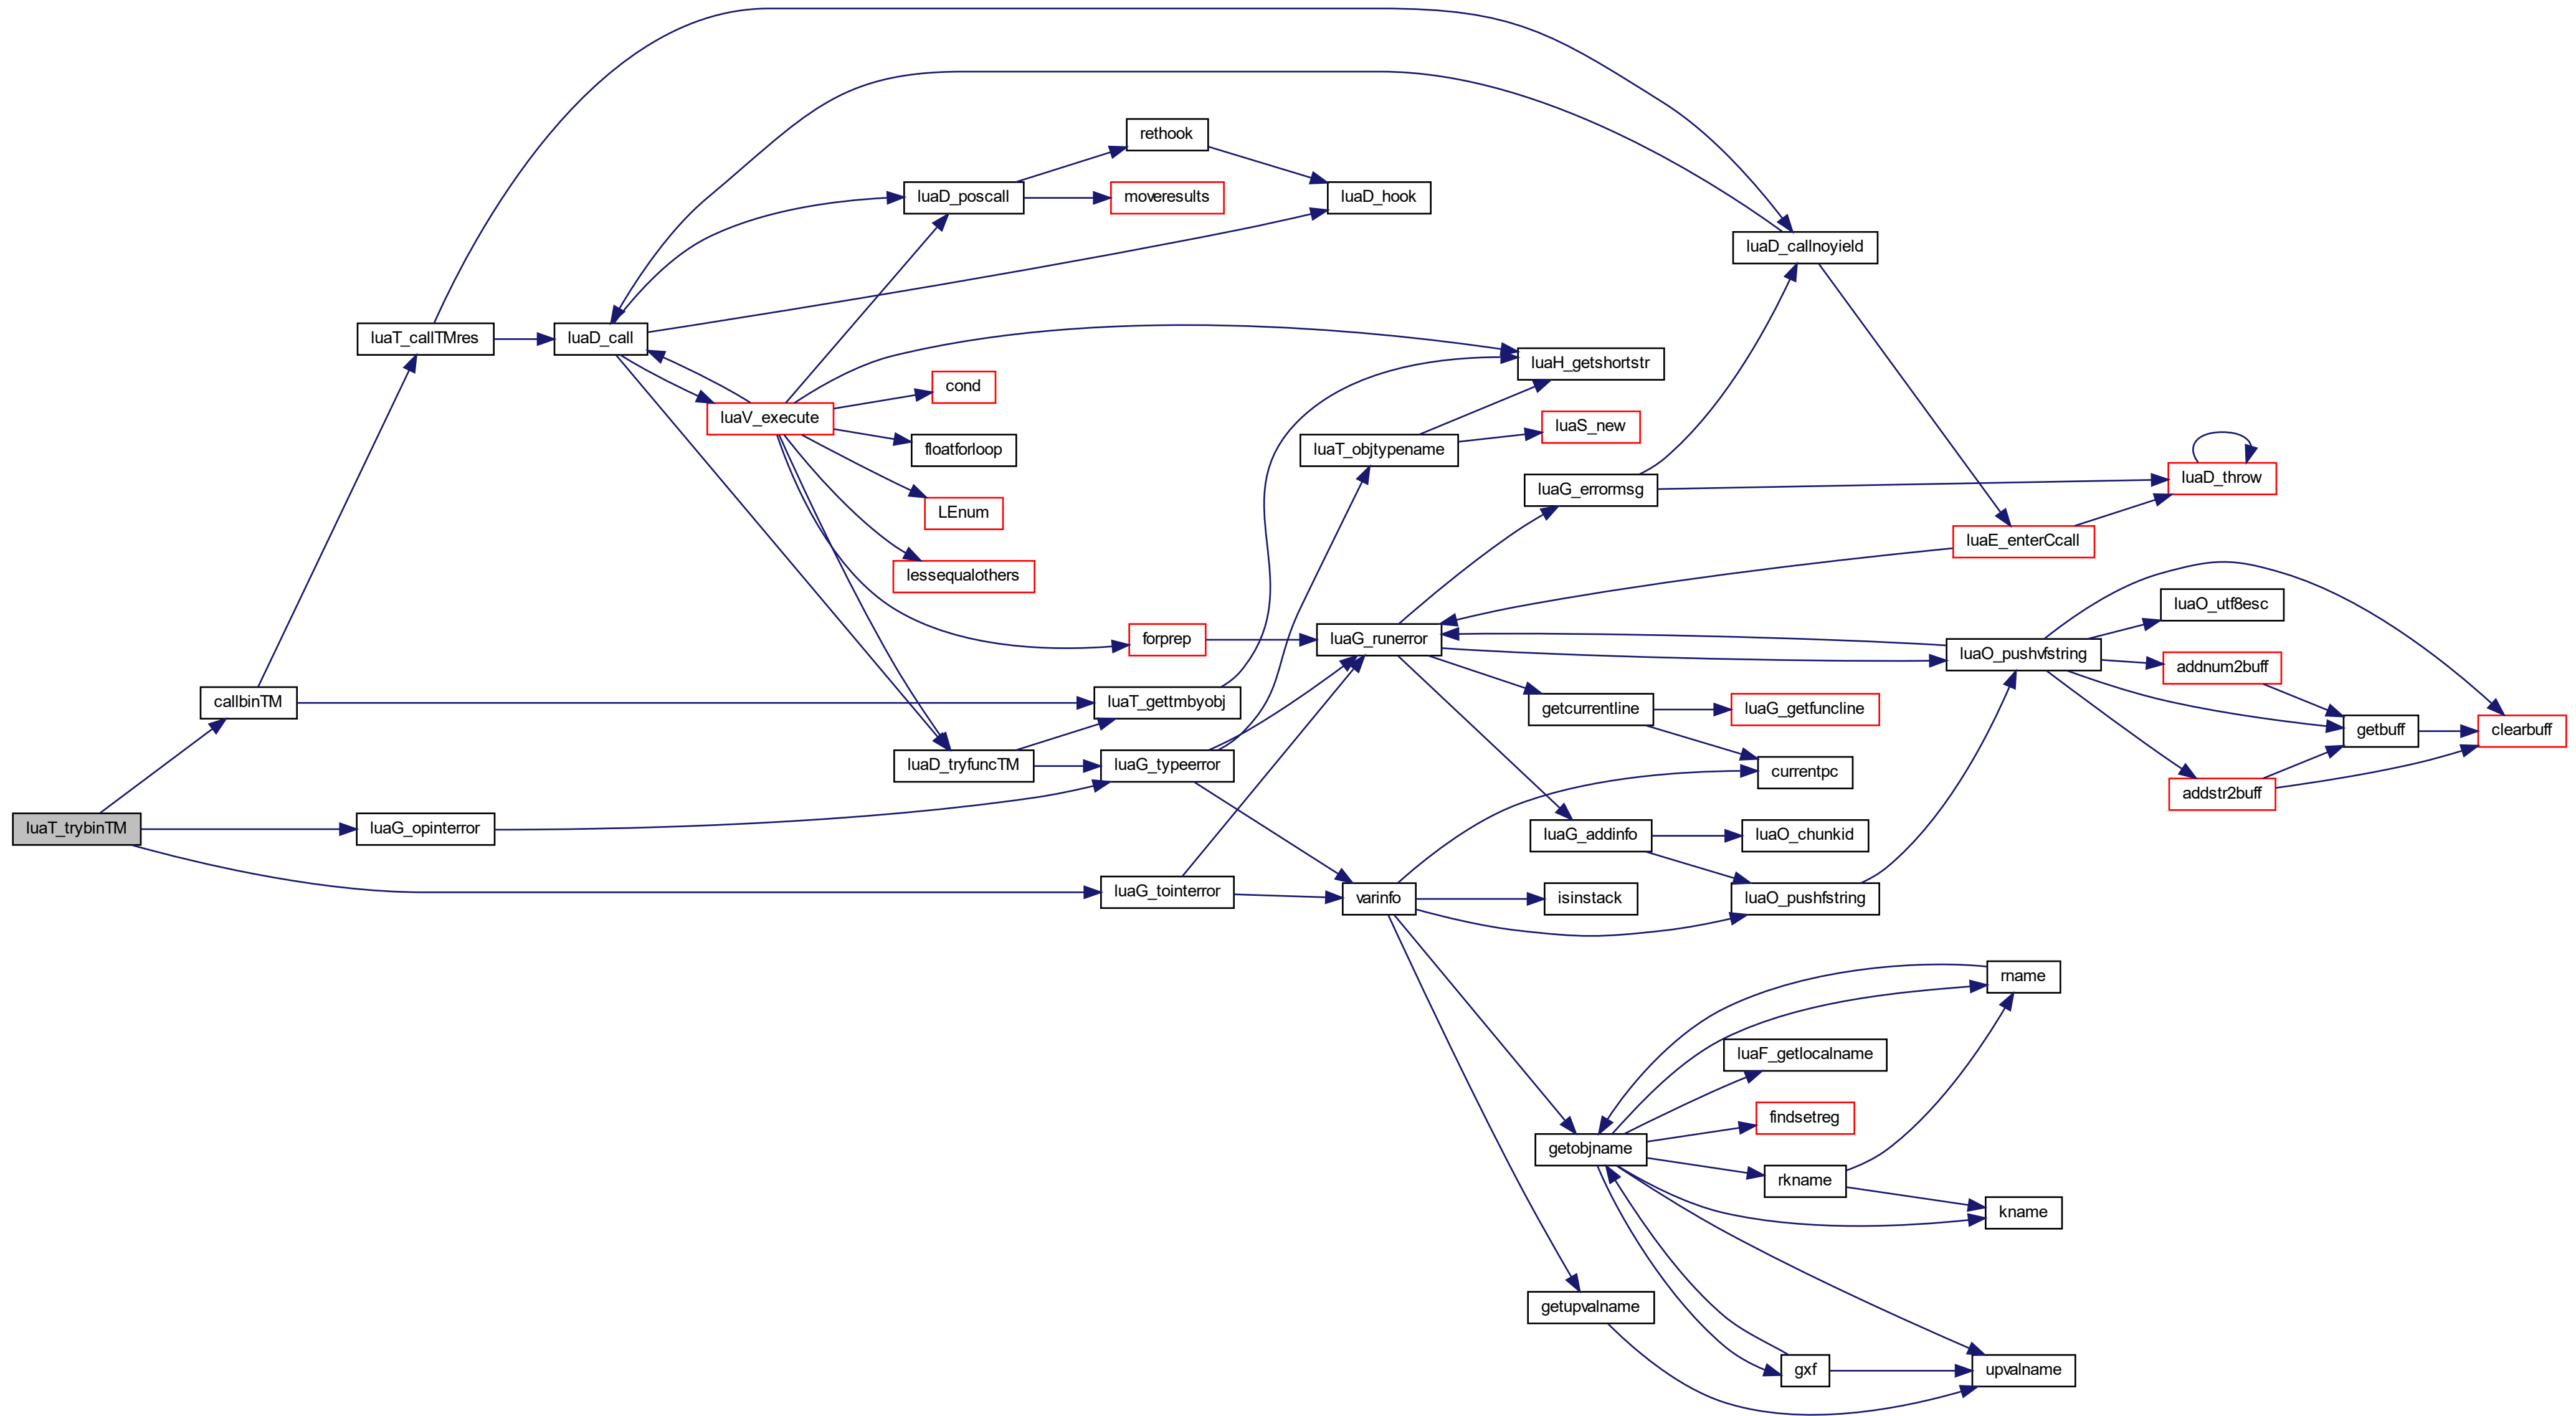 rethook
luaD_poscall
moveresults
luaD_hook
luaD_callnoyield
luaT_callTMres
luaD_call
luaH_getshortstr
cond
luaV_execute
luaS_new
floatforloop
luaT_objtypename
luaD_throw
luaG_errormsg
LEnum
luaE_enterCcall
lessequalothers
luaO_utf8esc
forprep
luaG_runerror
luaO_pushvfstring
addnum2buff
callbinTM
luaT_gettmbyobj
getcurrentline
luaG_getfuncline
getbuff
clearbuff
luaD_tryfuncTM
luaG_typeerror
currentpc
addstr2buff
luaT_trybinTM
luaG_opinterror
luaG_addinfo
luaO_chunkid
luaG_tointerror
varinfo
isinstack
luaO_pushfstring
rname
luaF_getlocalname
findsetreg
getobjname
rkname
kname
getupvalname
gxf
upvalname